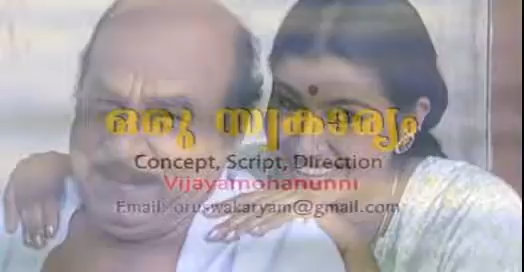 ഒരു സ്വകാര്യം
Concept, Script, Direction
Vijayamohanunni
Email: oruswakaryam@gmail.com